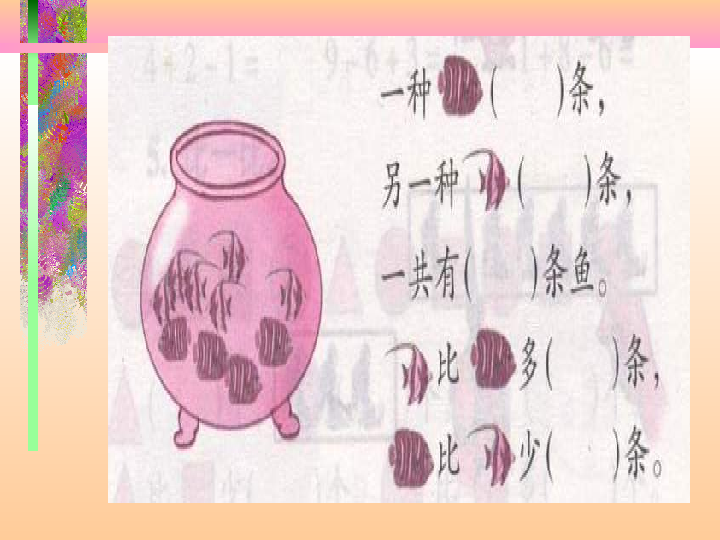 一种(　　)条，
另一种(　　)条，
一共有(　　)条鱼。
比多(　　)条，
比少(　　)条。